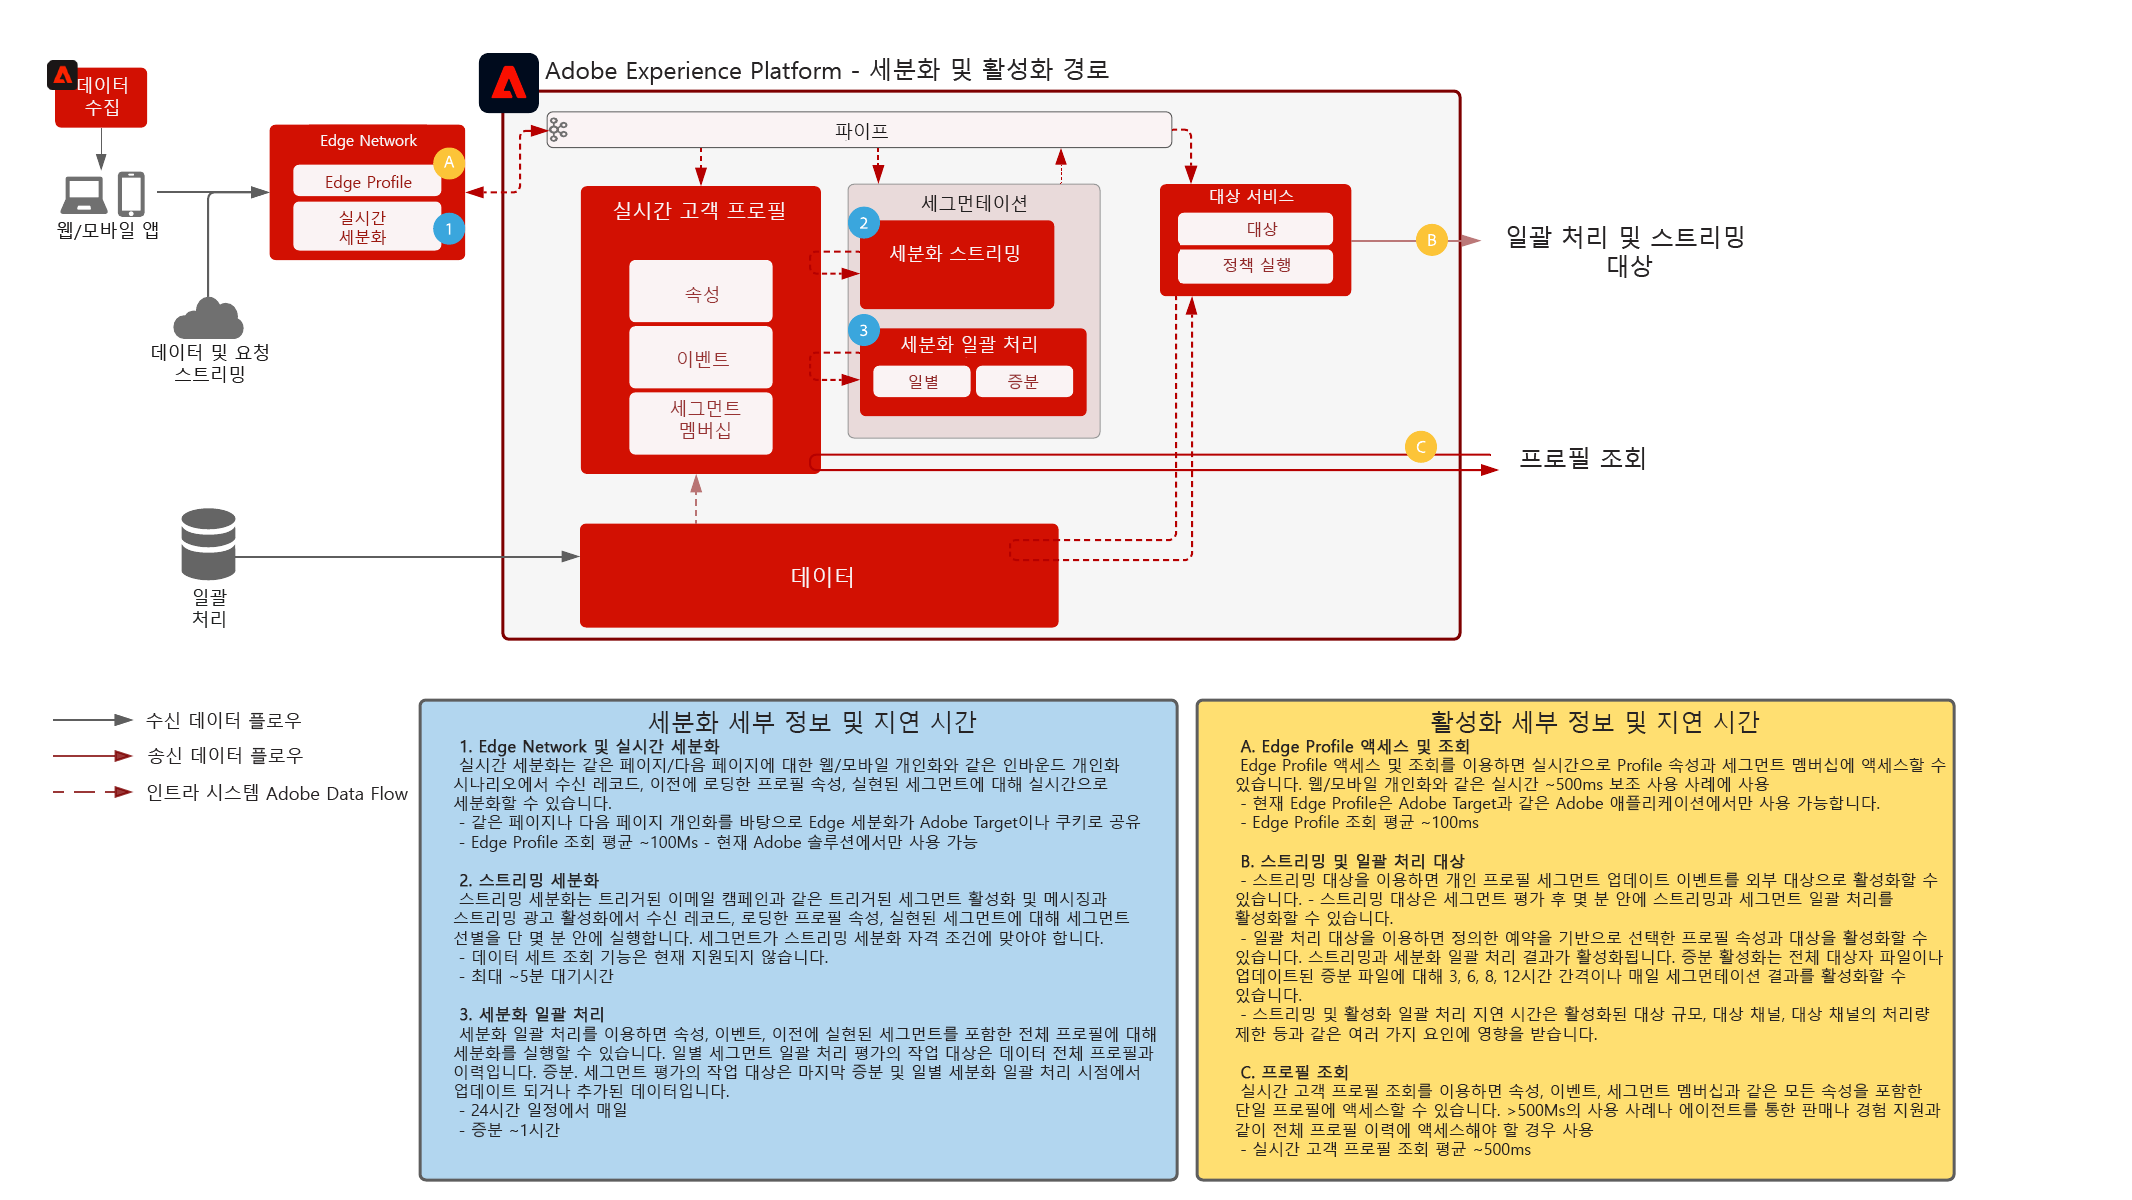 Adobe Experience Platform - 세분화 및 활성화 경로
데이터
수집
웹/모바일 앱
데이터 및 요청
스트리밍
Edge Network
Edge Profile
A
실시간
세분화
1
파이프
실시간 고객 프로필
속성
이벤트
세그먼트
멤버십
세그먼테이션
2
세분화 스트리밍
3
세분화 일괄 처리
일별
증분
대상 서비스
대상
정책 실행
B
일괄 처리 및 스트리밍
대상
C
프로필 조회
일괄
처리
데이터
수신 데이터 플로우
송신 데이터 플로우
인트라 시스템 Adobe Data Flow
세분화 세부 정보 및 지연 시간
1. Edge Network 및 실시간 세분화
실시간 세분화는 같은 페이지/다음 페이지에 대한 웹/모바일 개인화와 같은 인바운드 개인화
시나리오에서 수신 레코드, 이전에 로딩한 프로필 속성, 실현된 세그먼트에 대해 실시간으로
세분화할 수 있습니다.
- 같은 페이지나 다음 페이지 개인화를 바탕으로 Edge 세분화가 Adobe Target이나 쿠키로 공유
- Edge Profile 조회 평균 ~100Ms - 현재 Adobe 솔루션에서만 사용 가능
2. 스트리밍 세분화
스트리밍 세분화는 트리거된 이메일 캠페인과 같은 트리거된 세그먼트 활성화 및 메시징과
스트리밍 광고 활성화에서 수신 레코드, 로딩한 프로필 속성, 실현된 세그먼트에 대해 세그먼트
선별을 단 몇 분 안에 실행합니다. 세그먼트가 스트리밍 세분화 자격 조건에 맞아야 합니다.
- 데이터 세트 조회 기능은 현재 지원되지 않습니다.
- 최대 ~5분 대기시간
3. 세분화 일괄 처리
세분화 일괄 처리를 이용하면 속성, 이벤트, 이전에 실현된 세그먼트를 포함한 전체 프로필에 대해
세분화를 실행할 수 있습니다. 일별 세그먼트 일괄 처리 평가의 작업 대상은 데이터 전체 프로필과
이력입니다. 증분. 세그먼트 평가의 작업 대상은 마지막 증분 및 일별 세분화 일괄 처리 시점에서
업데이트 되거나 추가된 데이터입니다.
- 24시간 일정에서 매일
- 증분 ~1시간
활성화 세부 정보 및 지연 시간
A. Edge Profile 액세스 및 조회
Edge Profile 액세스 및 조회를 이용하면 실시간으로 Profile 속성과 세그먼트 멤버십에 액세스할 수
있습니다. 웹/모바일 개인화와 같은 실시간 ~500ms 보조 사용 사례에 사용
- 현재 Edge Profile은 Adobe Target과 같은 Adobe 애플리케이션에서만 사용 가능합니다.
- Edge Profile 조회 평균 ~100ms
B. 스트리밍 및 일괄 처리 대상
- 스트리밍 대상을 이용하면 개인 프로필 세그먼트 업데이트 이벤트를 외부 대상으로 활성화할 수
있습니다. - 스트리밍 대상은 세그먼트 평가 후 몇 분 안에 스트리밍과 세그먼트 일괄 처리를
활성화할 수 있습니다.
- 일괄 처리 대상을 이용하면 정의한 예약을 기반으로 선택한 프로필 속성과 대상을 활성화할 수
있습니다. 스트리밍과 세분화 일괄 처리 결과가 활성화됩니다. 증분 활성화는 전체 대상자 파일이나
업데이트된 증분 파일에 대해 3, 6, 8, 12시간 간격이나 매일 세그먼테이션 결과를 활성화할 수
있습니다.
- 스트리밍 및 활성화 일괄 처리 지연 시간은 활성화된 대상 규모, 대상 채널, 대상 채널의 처리량
제한 등과 같은 여러 가지 요인에 영향을 받습니다.
C. 프로필 조회
실시간 고객 프로필 조회를 이용하면 속성, 이벤트, 세그먼트 멤버십과 같은 모든 속성을 포함한
단일 프로필에 액세스할 수 있습니다. >500Ms의 사용 사례나 에이전트를 통한 판매나 경험 지원과
같이 전체 프로필 이력에 액세스해야 할 경우 사용
- 실시간 고객 프로필 조회 평균 ~500ms